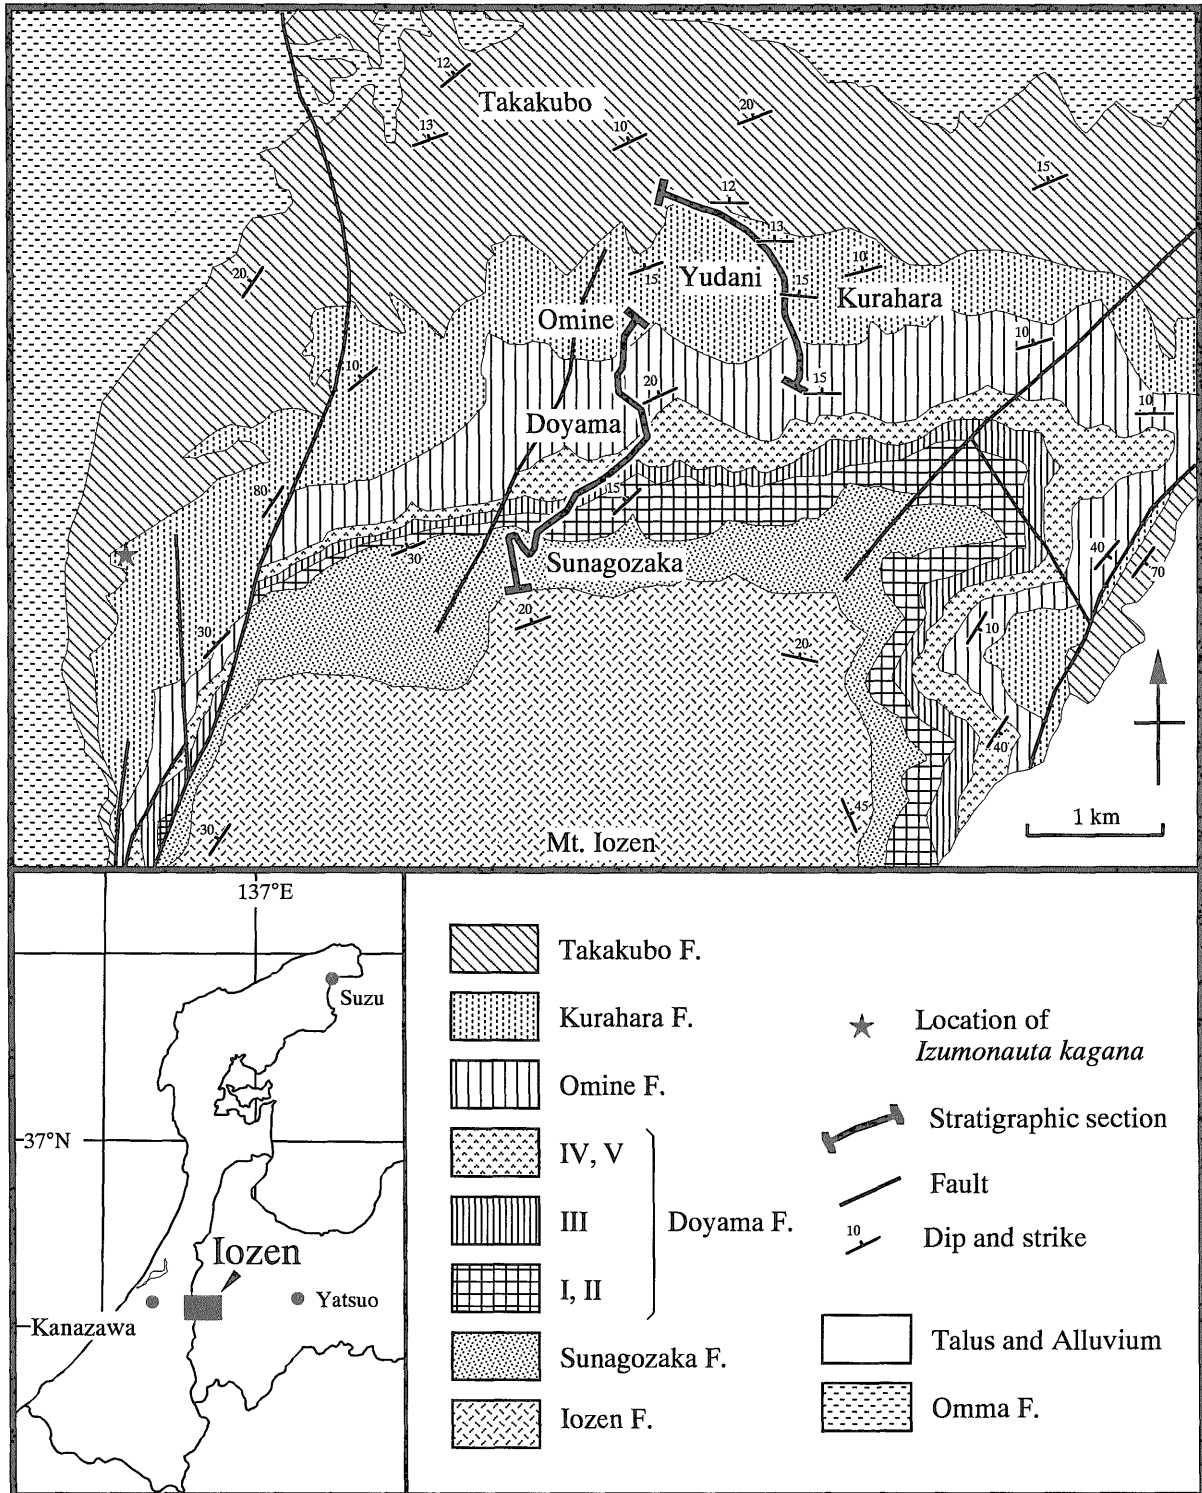 12
Takakubo
13
10
20
15
12
13
20
15
Yudani
15
10
Kurahara
Omine
10
10
20
15
10
Doyama
80
15
30
40
70
Sunagozaka
20
30
10
20
40
45
30
Mt. Iozen
1 km
137°E
Suzu
37°N
Iozen
Yatsuo
Kanazawa
Takakubo F.
Kurahara F.
Omine F.
IV, V
III
Doyama F.
I, II
Sunagozaka F.
Iozen F.
Location of
Izumonauta kagana
Stratigraphic section
Fault
10
Dip and strike
Talus and Alluvium
Omma F.